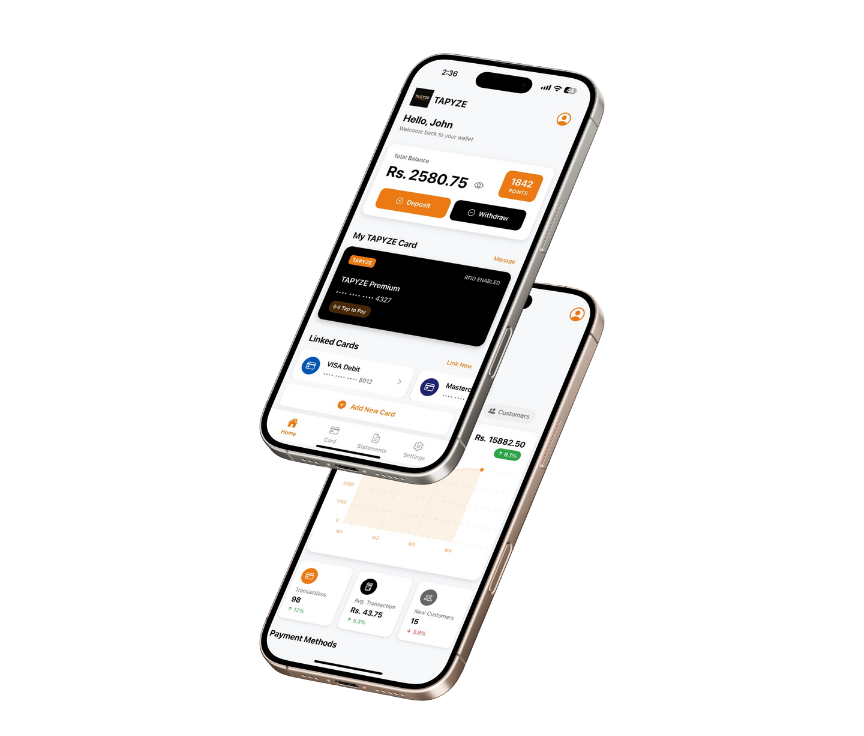 2:36
TAPYZE
TAPYZE
Hello, John
Welcome back to your wallet
Total Balance
Rs. 2580.75
1842
POINTS
Deposit
Withdraw
My TAPYZE Card
Manage
TAPYZE
RFID ENABLED
TAPYZE Premium
•••• •••• •••• 4327
Tap to Pay
Linked Cards
Link New
VISA Debit
•••• •••• •••• 8912
Masterc
•••• ••••
Add New Card
Home
Card
Statements
Settings
Customers
Rs. 15882.50
↑ 8.1%
0
W1
W2
W3
W4
Transactions
98
↑ 12%
Avg. Transaction
Rs. 43.75
↑ 5.3%
New Customers
15
↓ 3.8%
Payment Methods